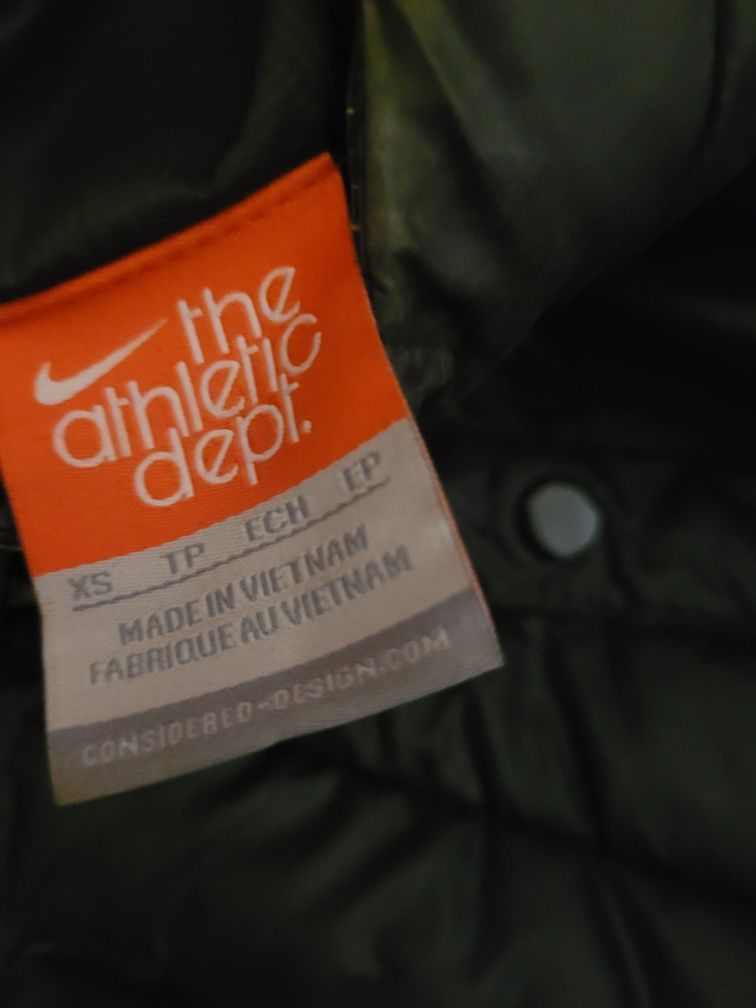 the
athletic
dept.
XS TP ECH EP
MADE IN VIETNAM
FABRIQUE AU VIETNAM
CONSIDERED-DESIGN.COM